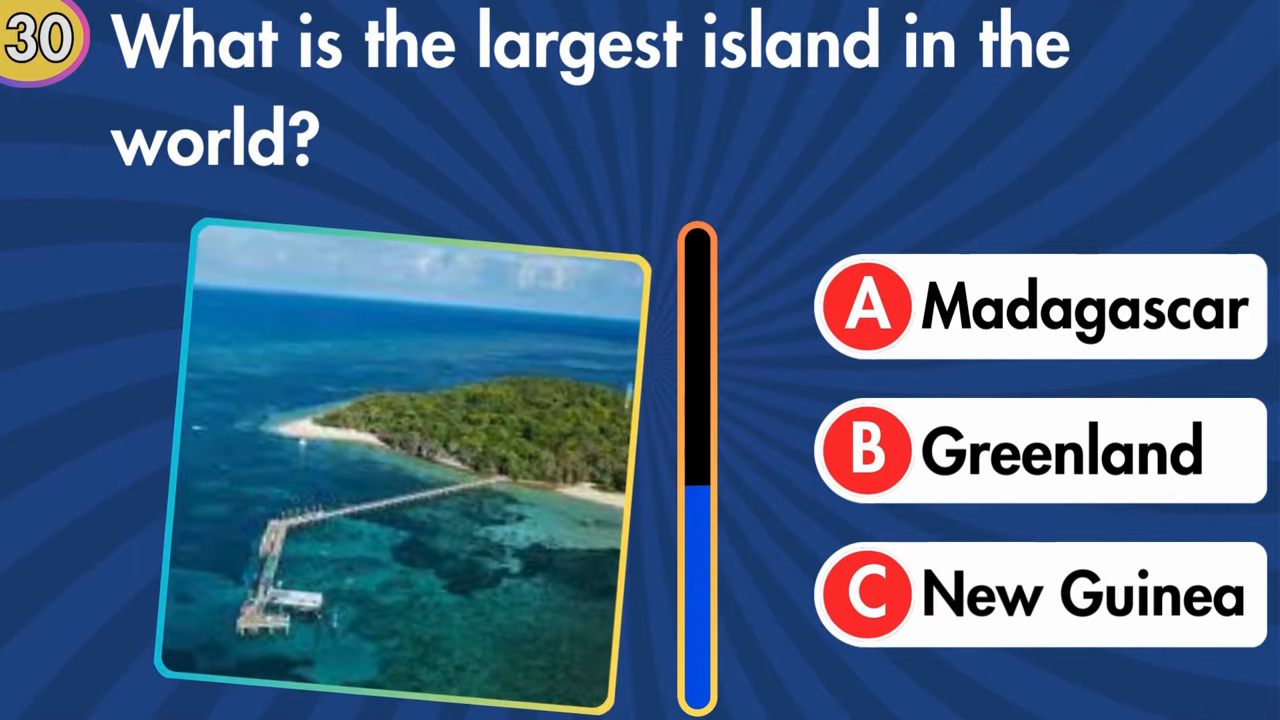 30
What is the largest island in the
world?
A Madagascar
B Greenland
C New Guinea